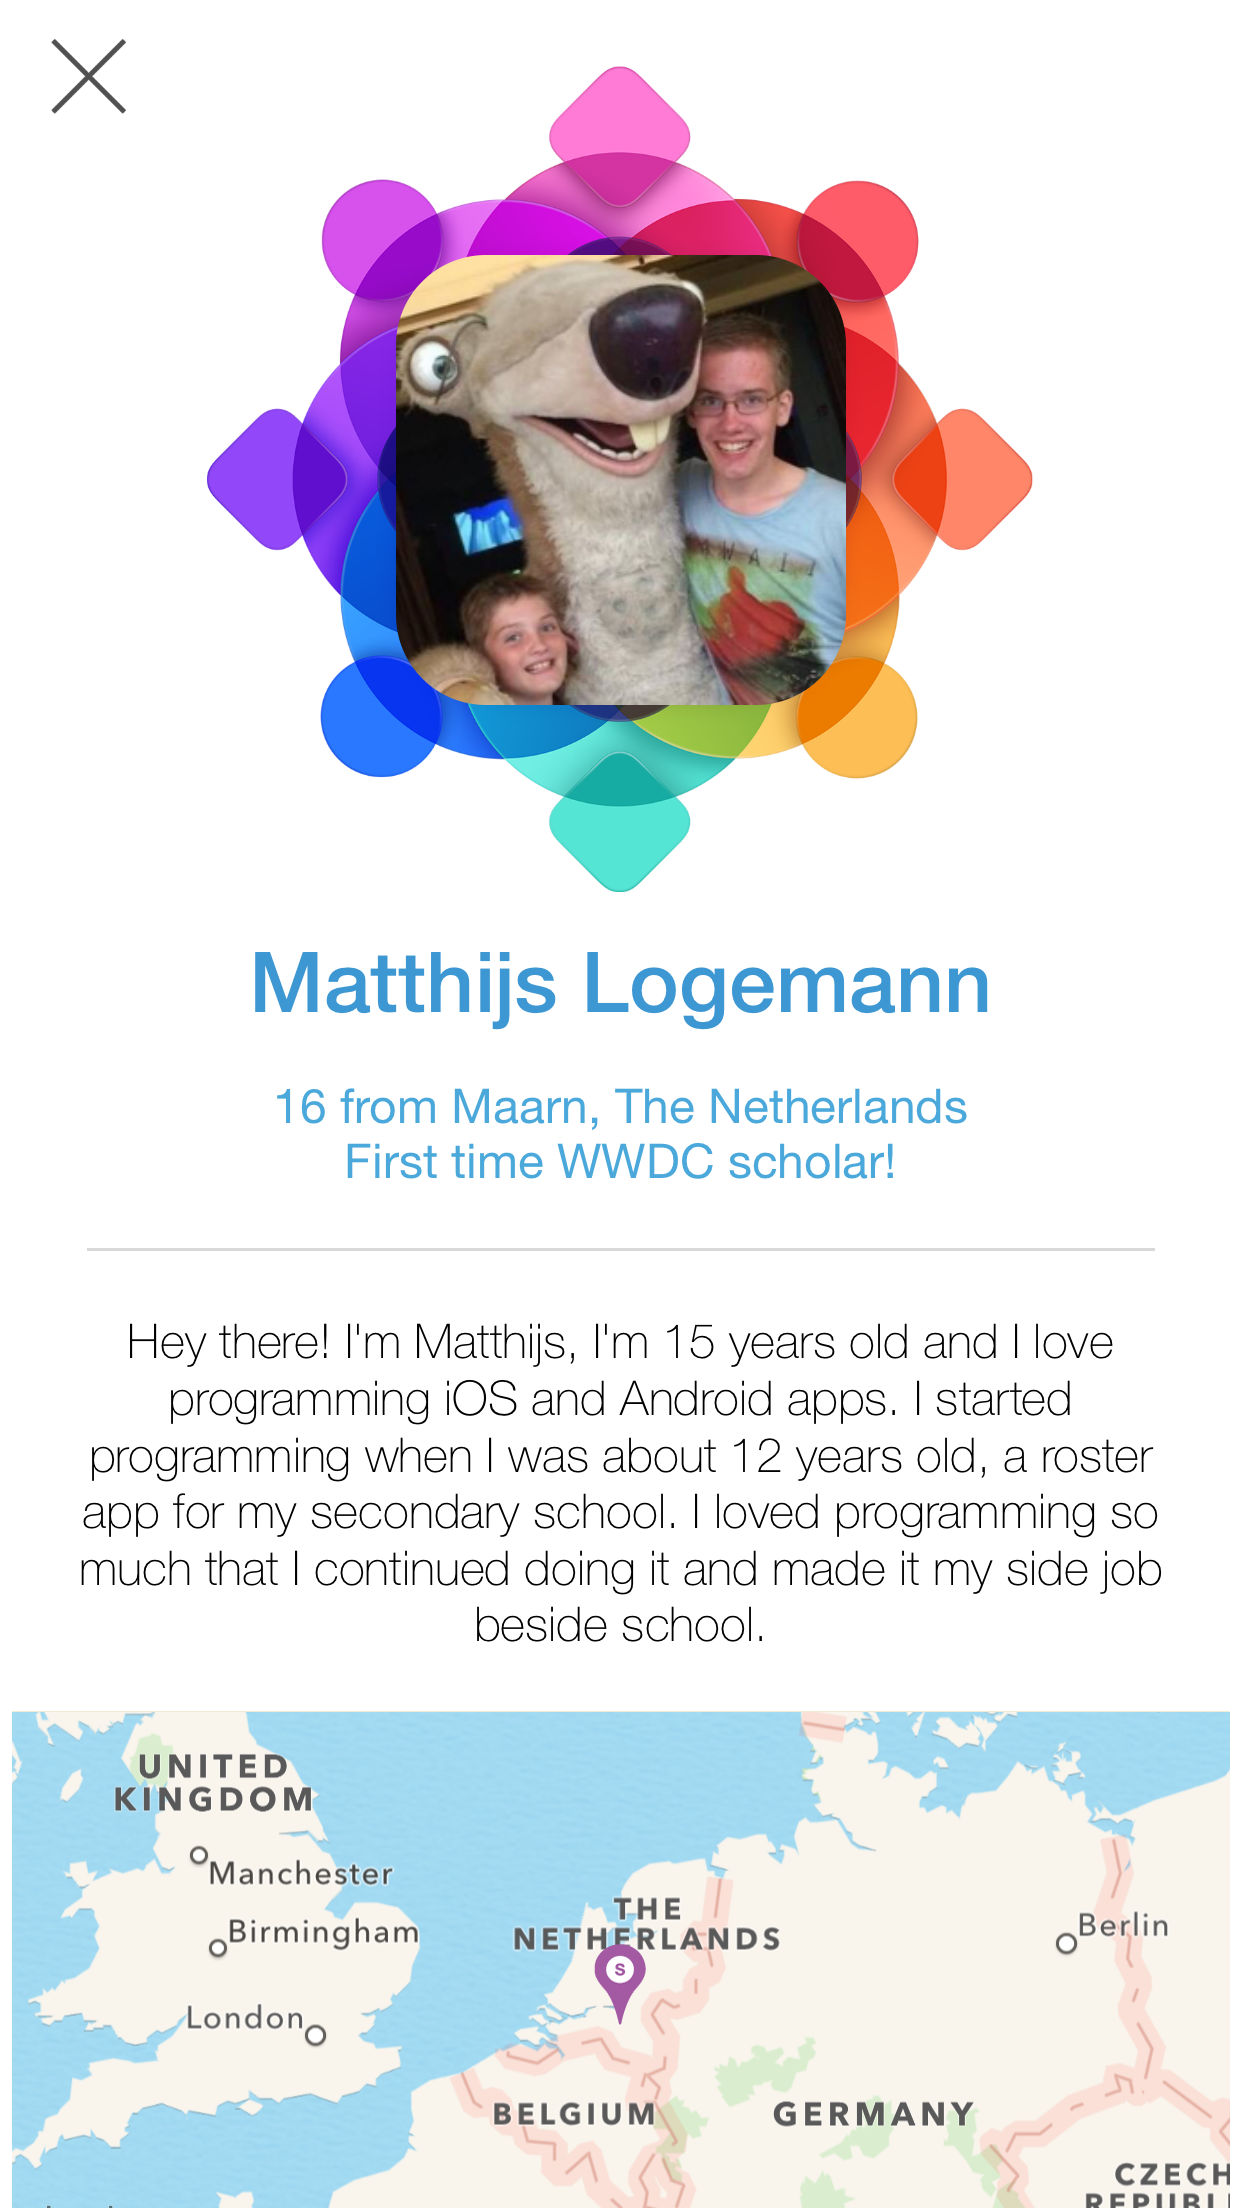 HAWAII
Matthijs Logemann
16 from Maarn, The Netherlands
First time WWDC scholar!
Hey there! I'm Matthijs, I'm 15 years old and I love
programming iOS and Android apps. I started
programming when I was about 12 years old, a roster
app for my secondary school. I loved programming so
much that I continued doing it and made it my side job
beside school.
UNITED
KINGDOM
Manchester
Birmingham
London
THE
NETHERLANDS
S
Berlin
BELGIUM
GERMANY
CZECH